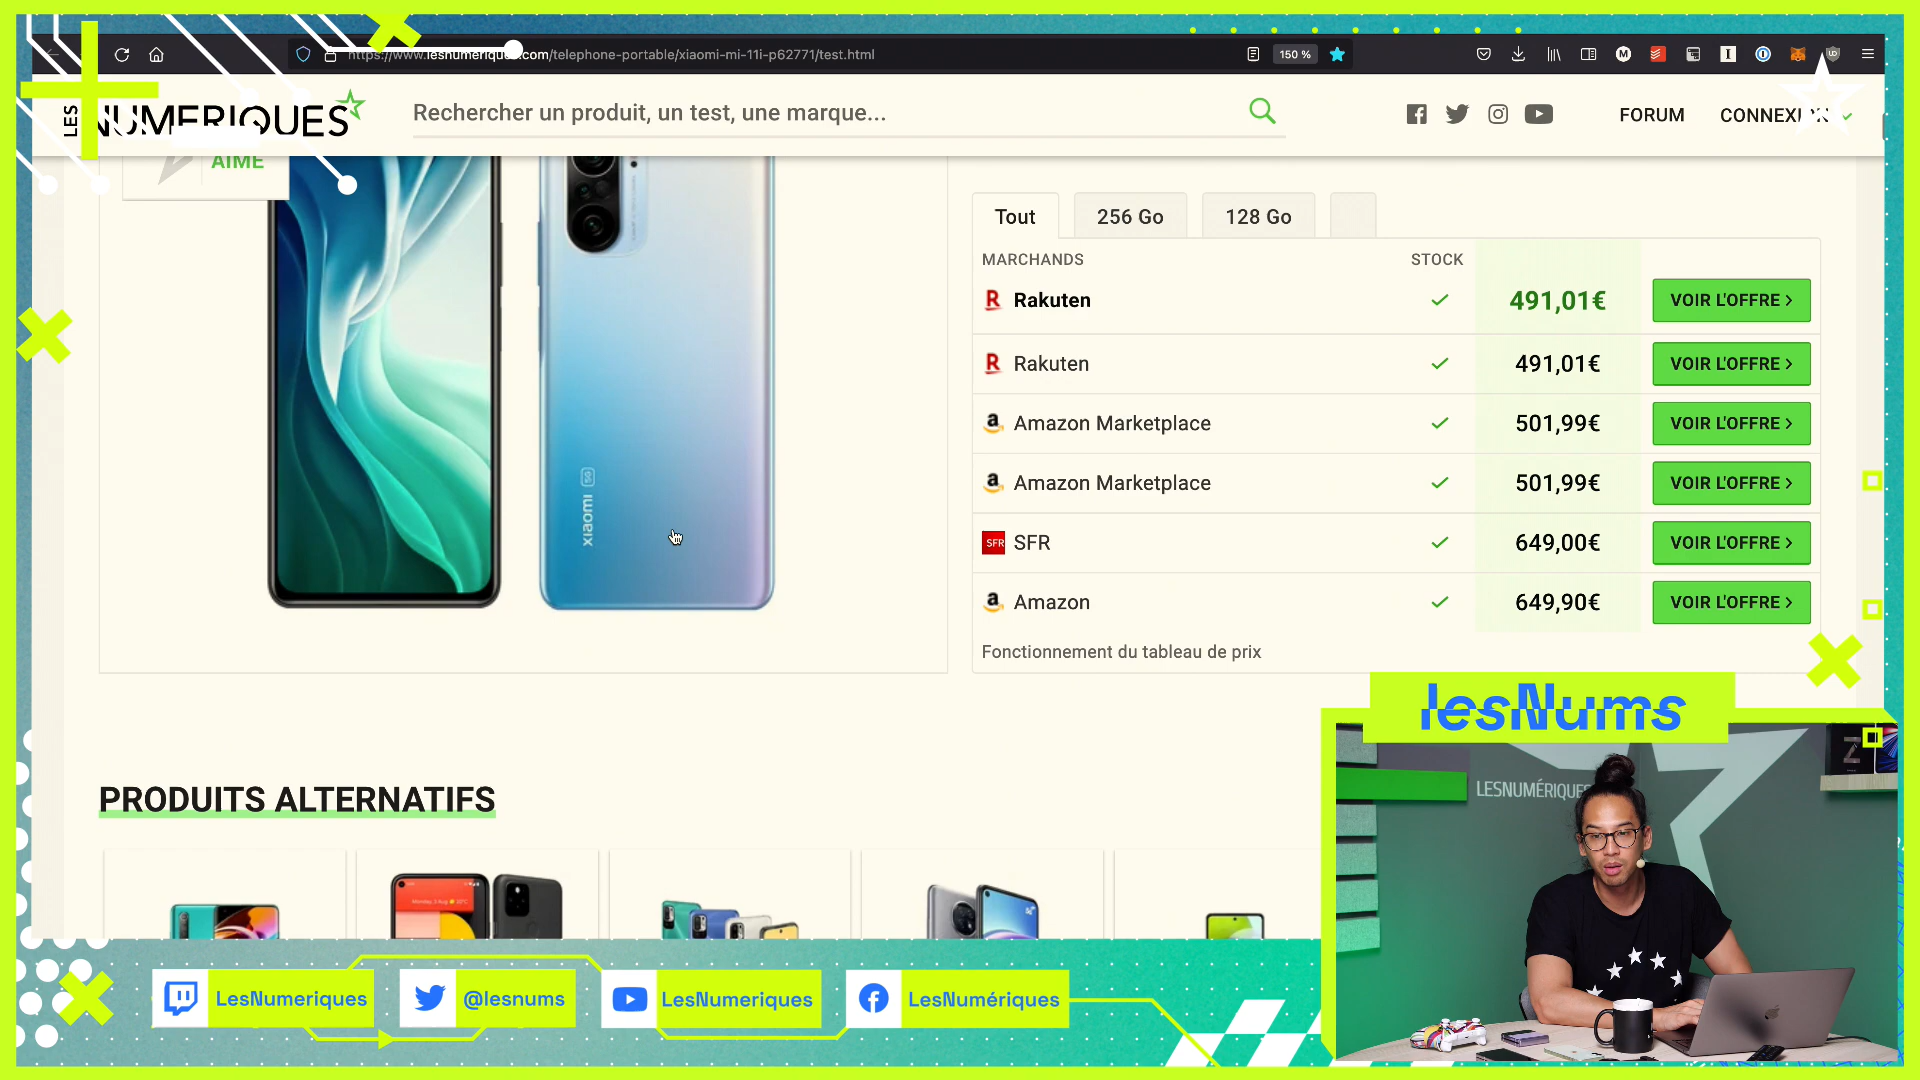 https://www.lesnumeriques.com/telephone-portable/xiaomi-mi-11i-p62771/test.html
150 %
LES NUMERIQUES
Rechercher un produit, un test, une marque...
FORUM
CONNEXION
AIME
xiaomi 5G
Tout
256 Go
128 Go
MARCHANDS
STOCK
Rakuten
491,01€
VOIR L'OFFRE >
Rakuten
491,01€
VOIR L'OFFRE >
Amazon Marketplace
501,99€
VOIR L'OFFRE >
Amazon Marketplace
501,99€
VOIR L'OFFRE >
SFR
SFR
649,00€
VOIR L'OFFRE >
Amazon
649,90€
VOIR L'OFFRE >
Fonctionnement du tableau de prix
lesNums
LESNUMÉRIQUES
PRODUITS ALTERNATIFS
LesNumeriques
@lesnums
LesNumeriques
LesNumériques